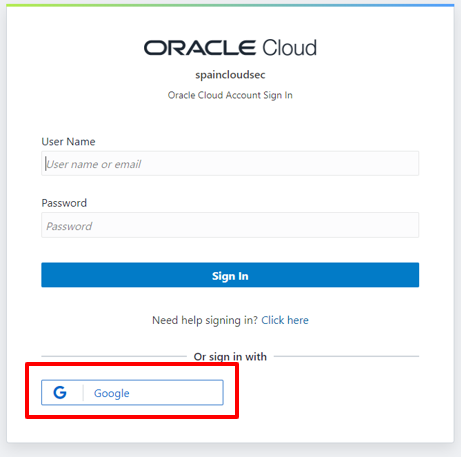 ORACLE Cloud
spaincloudsec
Oracle Cloud Account Sign In
User Name
User name or email
Password
Password
Sign In
Need help signing in? Click here
Or sign in with
G Google